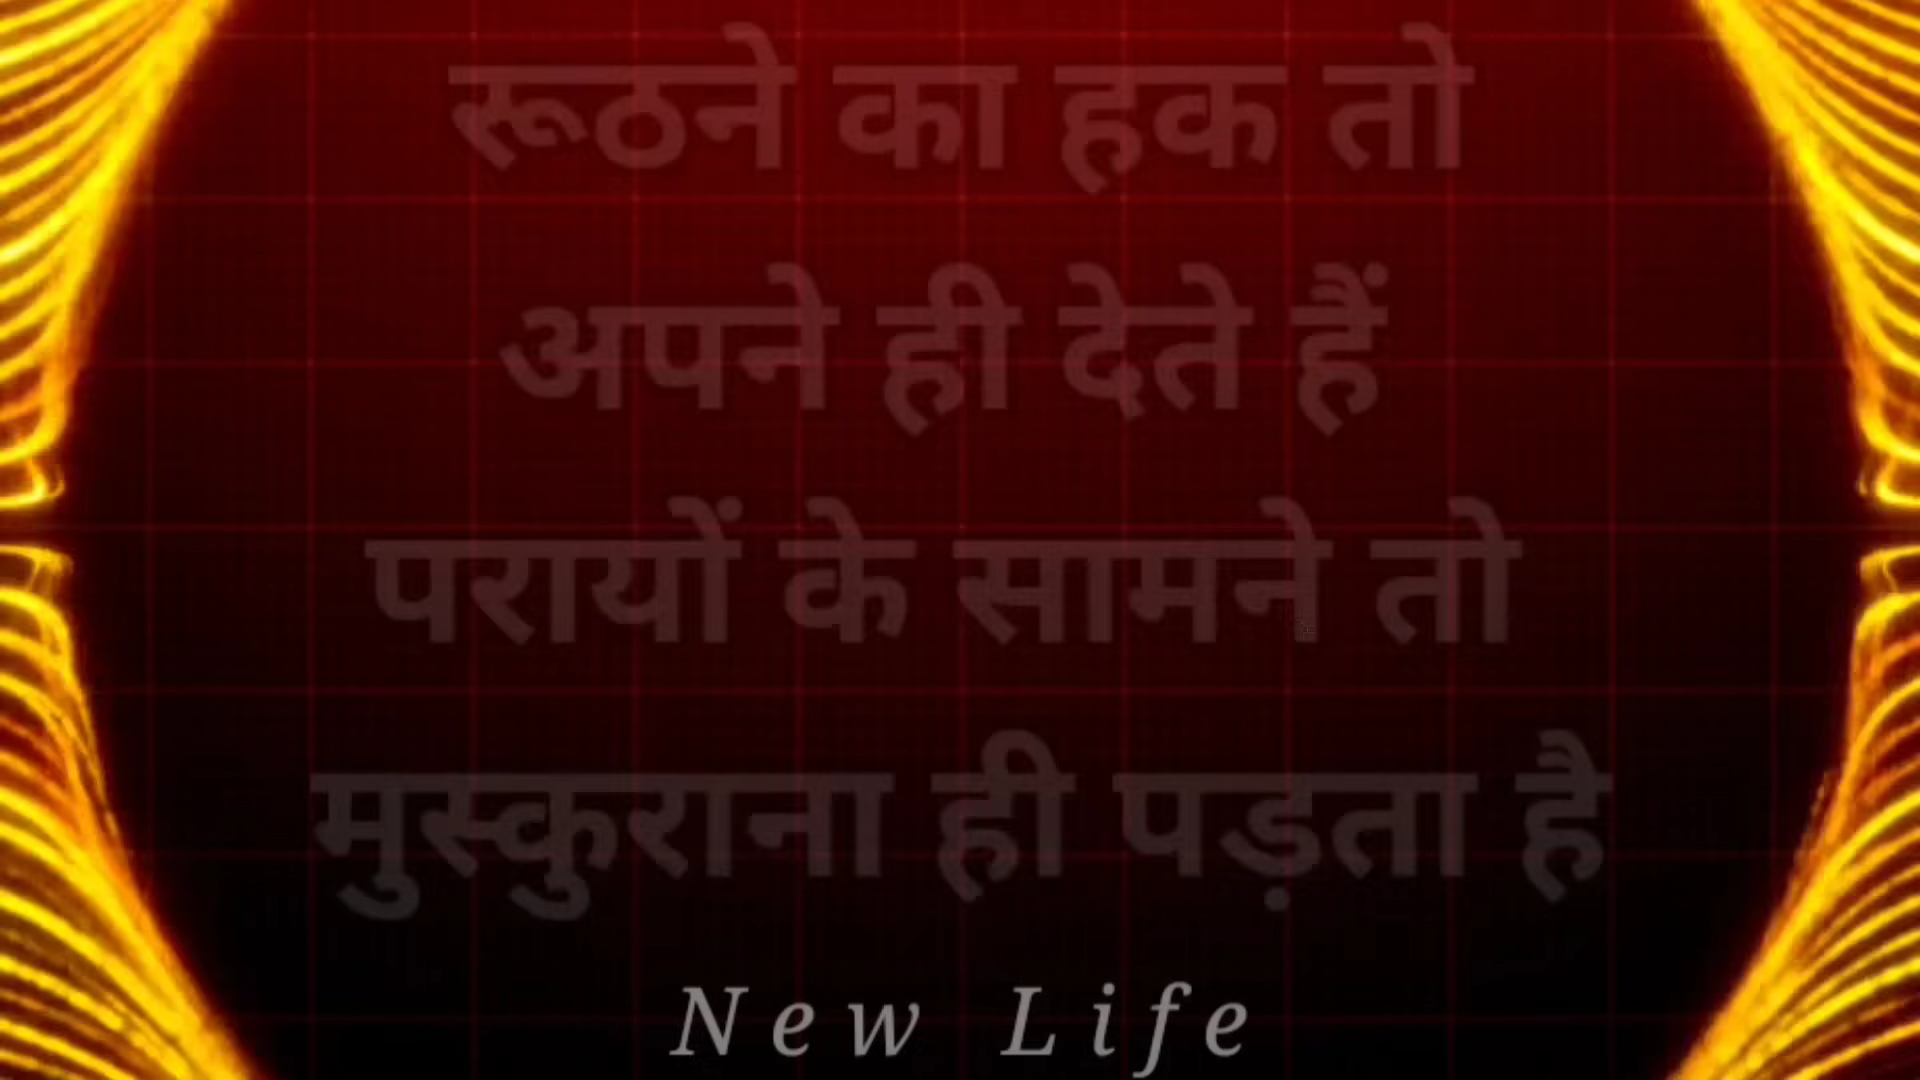 रूठने का हक तो
अपने ही देते हैं
परायों के सामने तो
मुस्कुराना ही पड़ता है
New Life